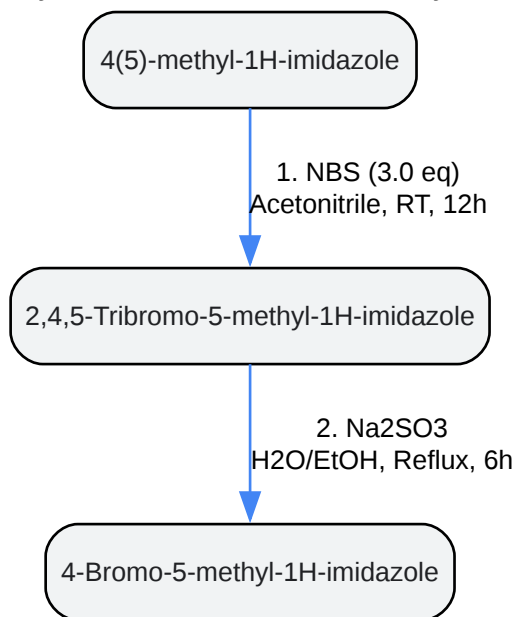 4(5)-methyl-1H-imidazole
1. NBS (3.0 eq)
Acetonitrile, RT, 12h
2,4,5-Tribromo-5-methyl-1H-imidazole
2. Na2SO3
H2O/EtOH, Reflux, 6h
4-Bromo-5-methyl-1H-imidazole